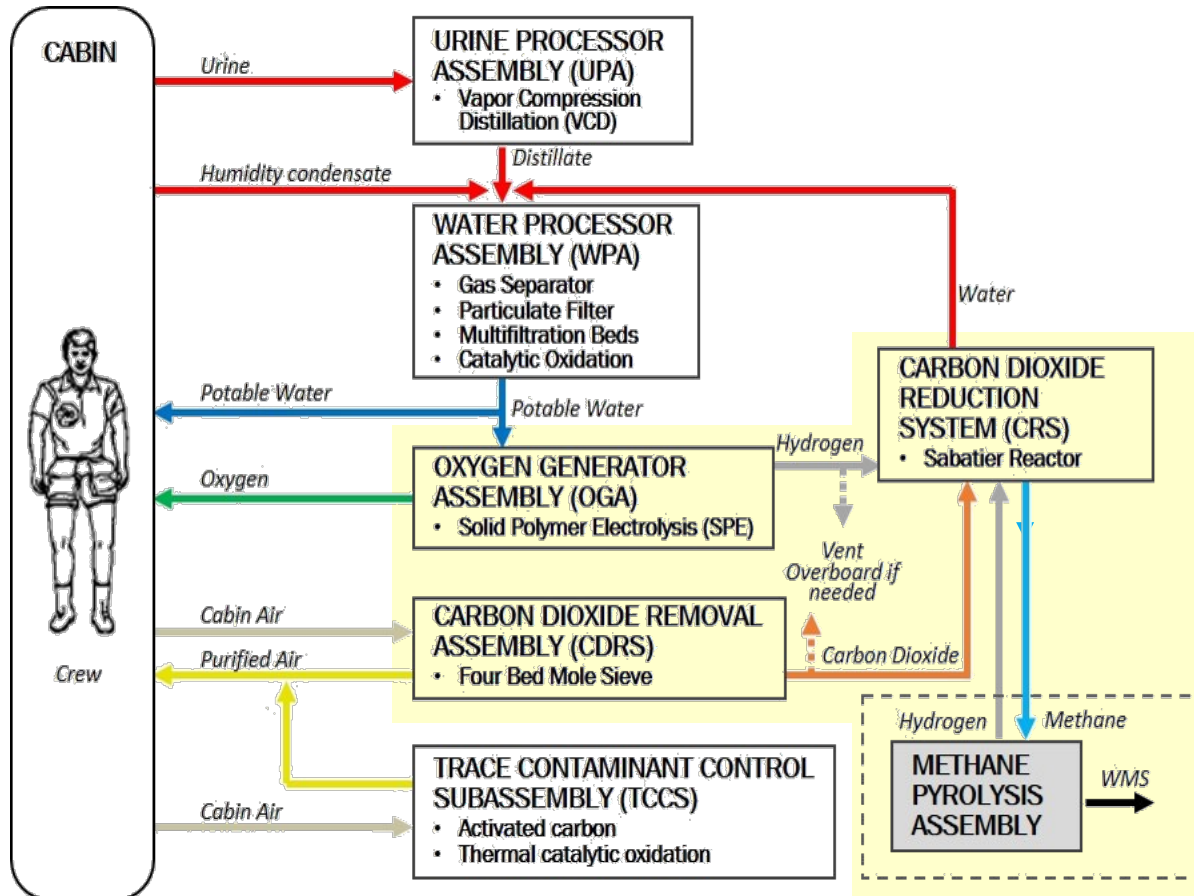 CABIN
URINE PROCESSOR
ASSEMBLY (UPA)
• Vapor Compression
Distillation (VCD)
Urine
Distillate
Humidity condensate
WATER PROCESSOR
ASSEMBLY (WPA)
• Gas Separator
• Particulate Filter
• Multifiltration Beds
• Catalytic Oxidation
Water
CARBON DIOXIDE
REDUCTION
SYSTEM (CRS)
• Sabatier Reactor
Potable Water
Potable Water
Hydrogen
OXYGEN GENERATOR
ASSEMBLY (OGA)
• Solid Polymer Electrolysis (SPE)
Oxygen
Vent
Overboard if
needed
Cabin Air
CARBON DIOXIDE REMOVAL
ASSEMBLY (CDRS)
• Four Bed Mole Sieve
Purified Air
Carbon Dioxide
Crew
Hydrogen
Methane
METHANE
PYROLYSIS
ASSEMBLY
WMS
TRACE CONTAMINANT CONTROL
SUBASSEMBLY (TCCS)
• Activated carbon
• Thermal catalytic oxidation
Cabin Air